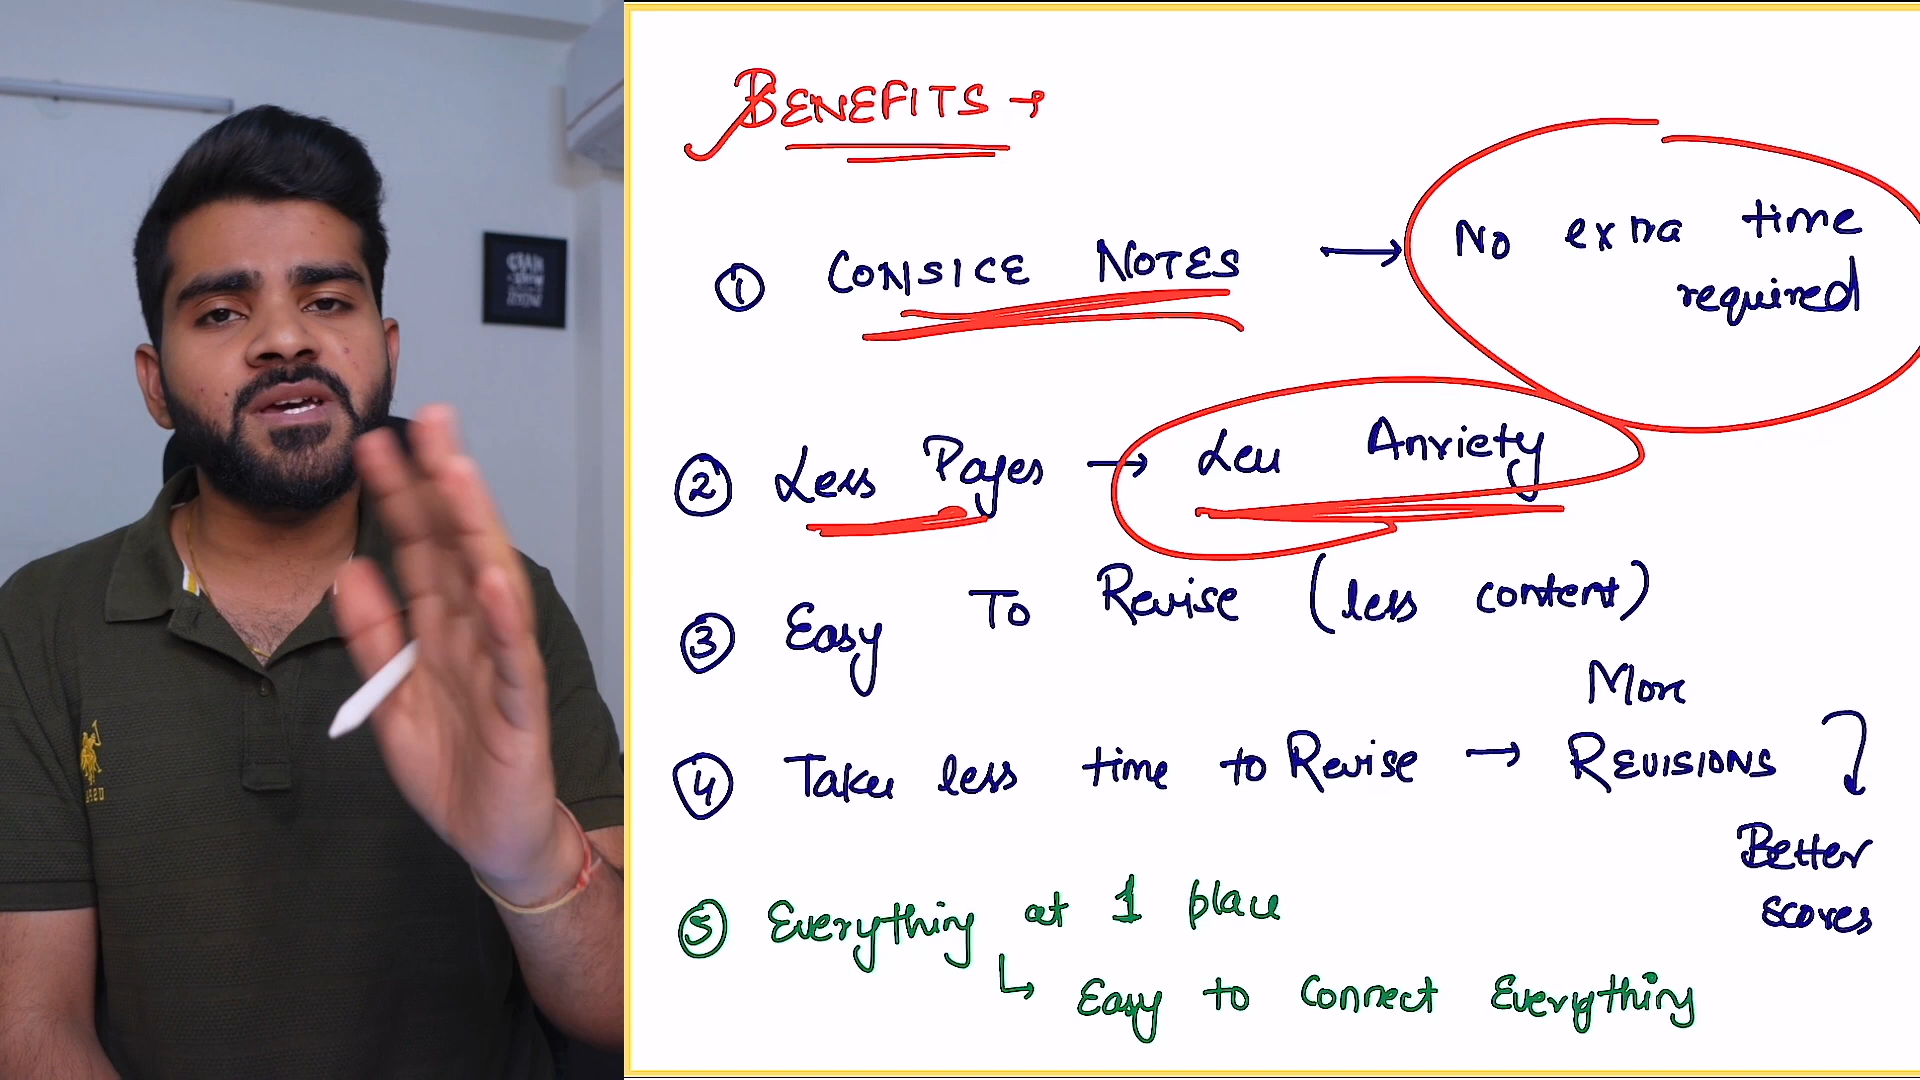 BENEFITS →
① CONSICE NOTES → No extra time
required
② Less Pages → Less Anxiety
③ Easy To Revise (less content)
④ Takes less time to Revise → More
REVISIONS
Better
scores
⑤ Everything at 1 place
↳ Easy to connect Everything